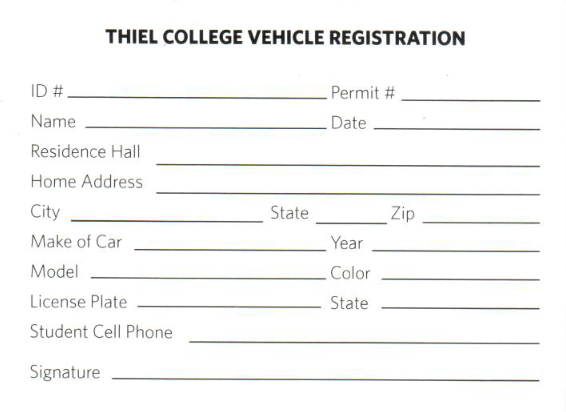 THIEL COLLEGE VEHICLE REGISTRATION
ID # Permit #
Name Date
Residence Hall
Home Address
City State Zip
Make of Car Year
Model Color
License Plate State
Student Cell Phone
Signature